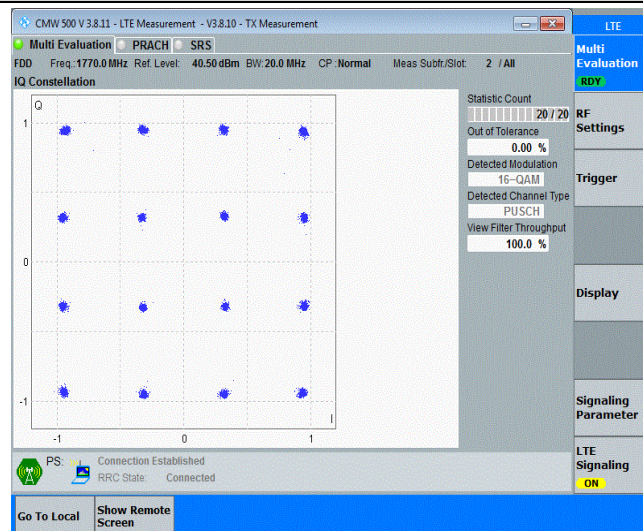 CMW 500 V 3.8.11 - LTE Measurement - V3.8.10 - TX Measurement
LTE
Multi Evaluation PRACH SRS
FDD Freq.:1770.0 MHz Ref. Level: 40.50 dBm BW:20.0 MHz CP :Normal Meas Subfr./Slot: 2 / All
IQ Constellation
Q
1
0
-1
-1 0 1
I
Statistic Count
20 / 20
Out of Tolerance
0.00 %
Detected Modulation
16-QAM
Detected Channel Type
PUSCH
View Filter Throughput
100.0 %
Multi
Evaluation
RDY
RF
Settings
Trigger
Display
Signaling
Parameter
LTE
Signaling
ON
PS: Connection Established
RRC State: Connected
Go To Local
Show Remote
Screen